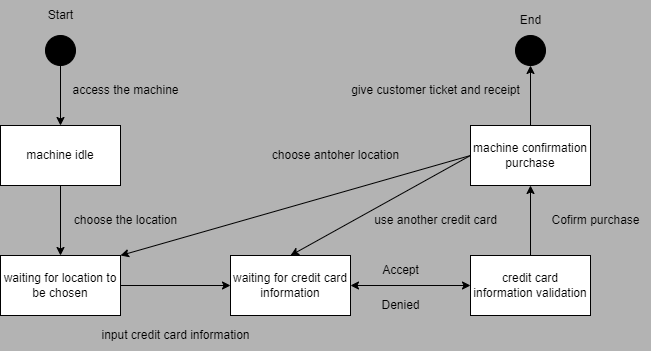 Start
End
access the machine
give customer ticket and receipt
machine idle
choose antoher location
machine confirmation
purchase
choose the location
use another credit card
Cofirm purchase
waiting for location to
be chosen
waiting for credit card
information
Accept
Denied
credit card
information validation
input credit card information